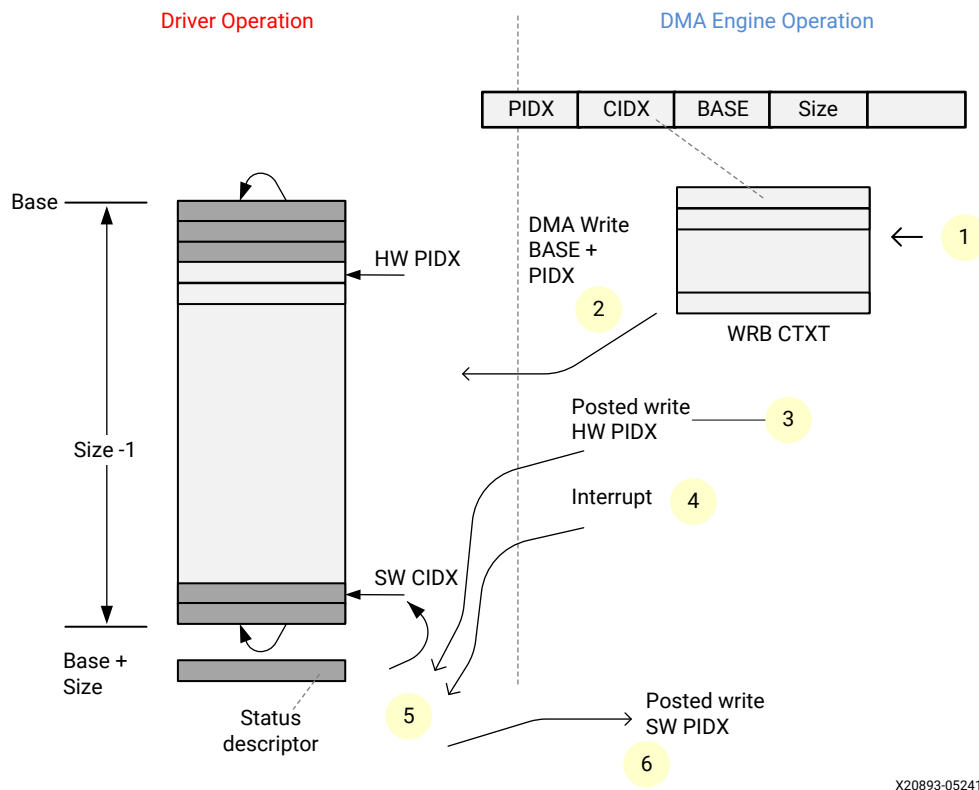 Driver Operation
DMA Engine Operation
PIDX
CIDX
BASE
Size
Base
DMA Write
BASE +
PIDX
1
HW PIDX
2
WRB CTXT
Posted write
HW PIDX
3
Size -1
Interrupt
4
SW CIDX
Base +
Size
Status
descriptor
5
Posted write
SW PIDX
6
X20893-05241